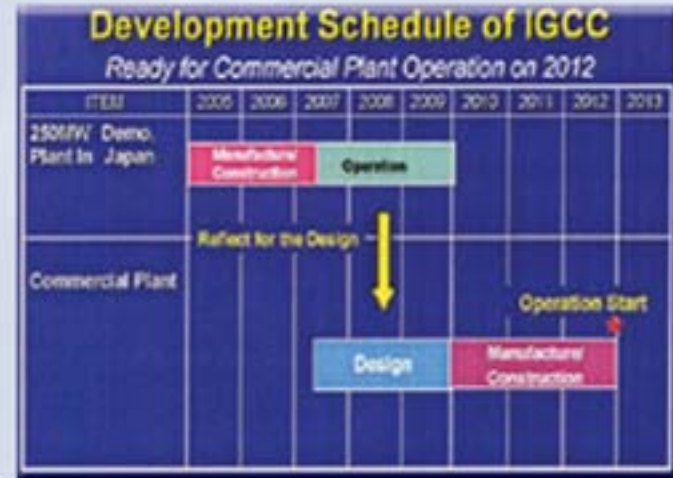 Development Schedule of IGCC
Ready for Commercial Plant Operation on 2012
ITEM 2005 2006 2007 2008 2009 2010 2011 2012 2013
250MW Demo.
Plant In Japan
Manufacture/
Construction
Operation
Reflect for the Design
Commercial Plant
Operation Start
Design
Manufacture/
Construction